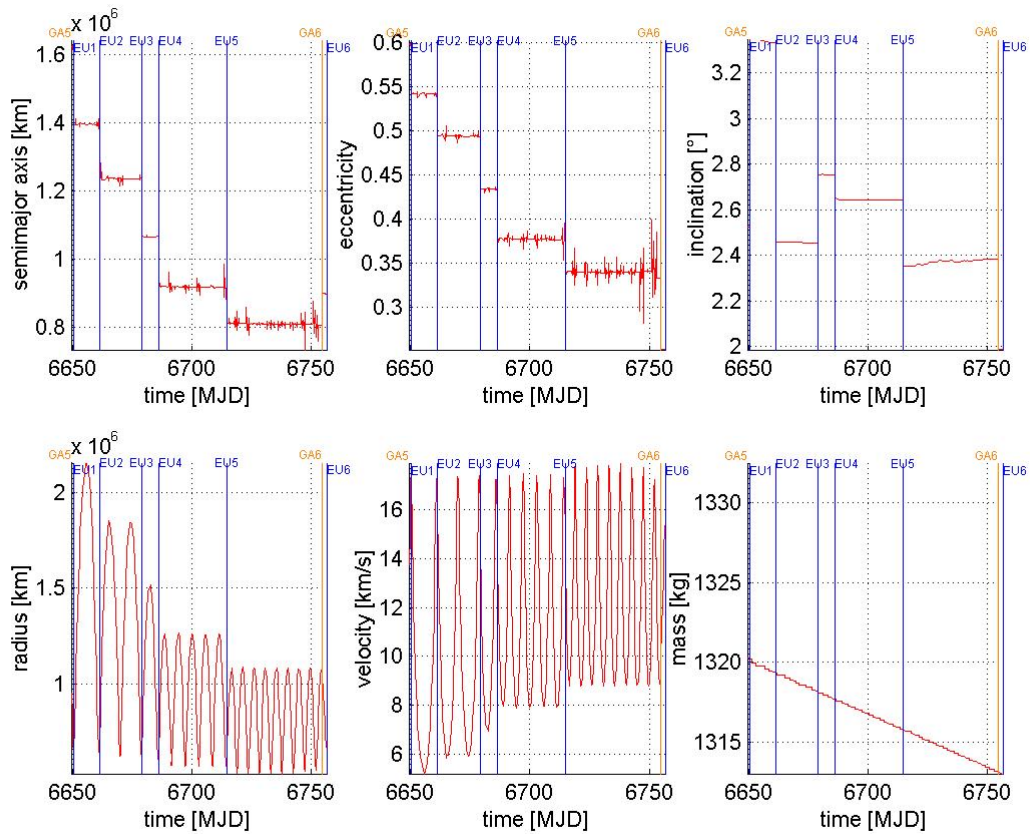 x 10^6 GA5 EU1 EU2 EU3 EU4 EU5 GA6 EU6
1.6
1.4
1.2
1
0.8
semimajor axis [km]
6650 6700 6750
time [MJD]
GA5 EU1 EU2 EU3 EU4 EU5 GA6 EU6
0.6
0.55
0.5
0.45
0.4
0.35
0.3
eccentricity
6650 6700 6750
time [MJD]
GA5 EU1 EU2 EU3 EU4 EU5 GA6 EU6
3.2
3
2.8
2.6
2.4
2.2
2
inclination [°]
6650 6700 6750
time [MJD]
x 10^6 GA5 EU1 EU2 EU3 EU4 EU5 GA6 EU6
2
1.5
1
radius [km]
6650 6700 6750
time [MJD]
GA5 EU1 EU2 EU3 EU4 EU5 GA6 EU6
16
14
12
10
8
6
velocity [km/s]
6650 6700 6750
time [MJD]
GA5 EU1 EU2 EU3 EU4 EU5 GA6 EU6
1330
1325
1320
1315
mass [kg]
6650 6700 6750
time [MJD]